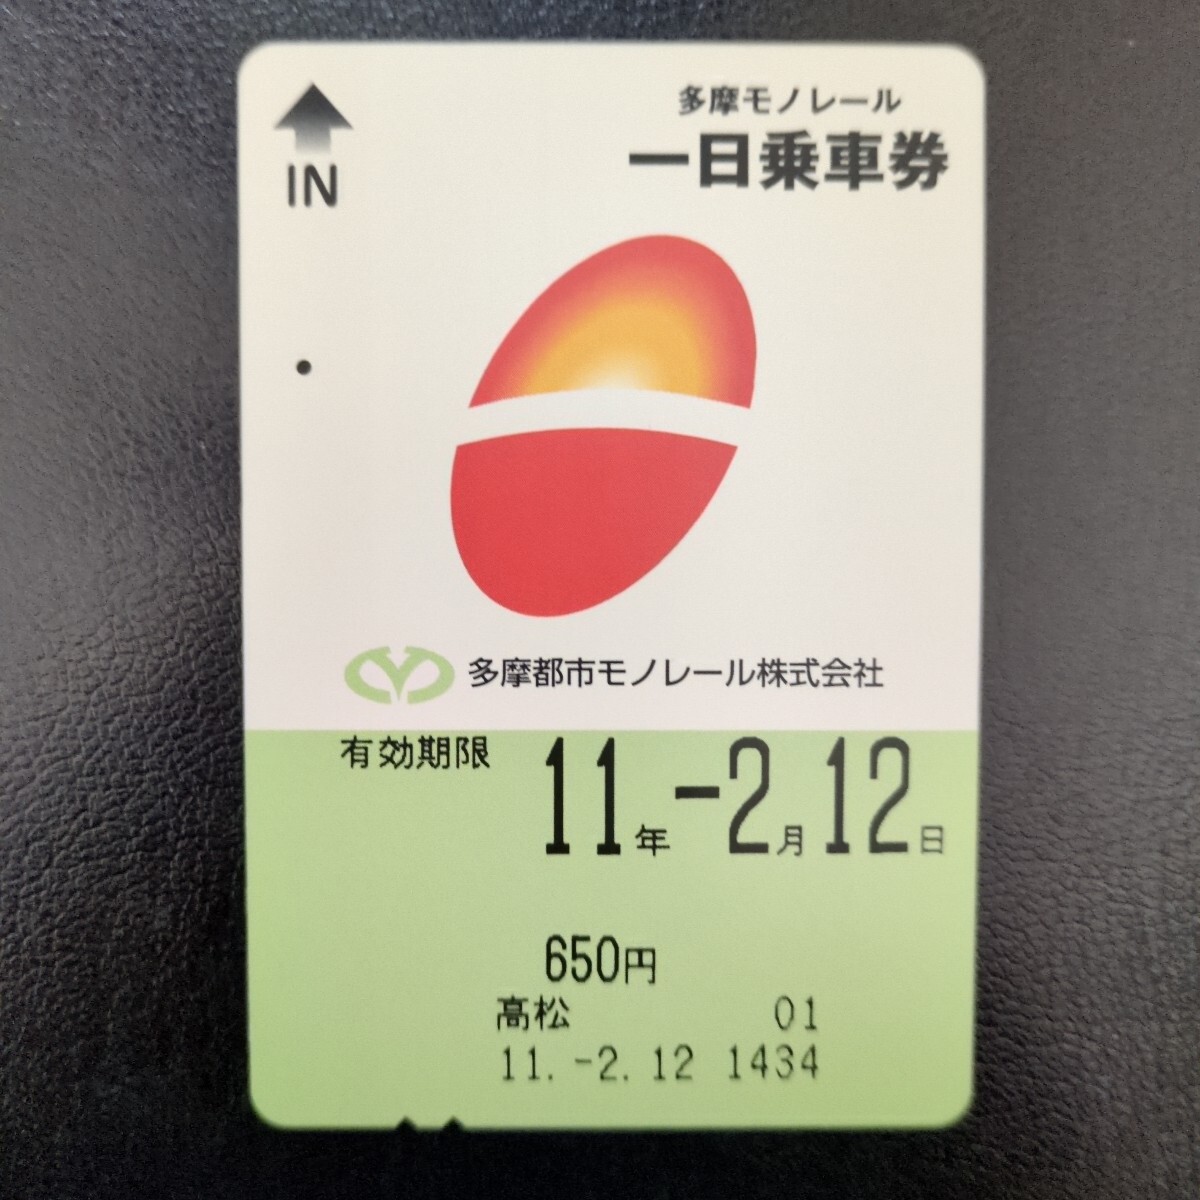 IN
多摩モノレール
一日乗車券
多摩都市モノレール株式会社
有効期限 11年-2月12日
650円
高松 01
11.-2.12 1434